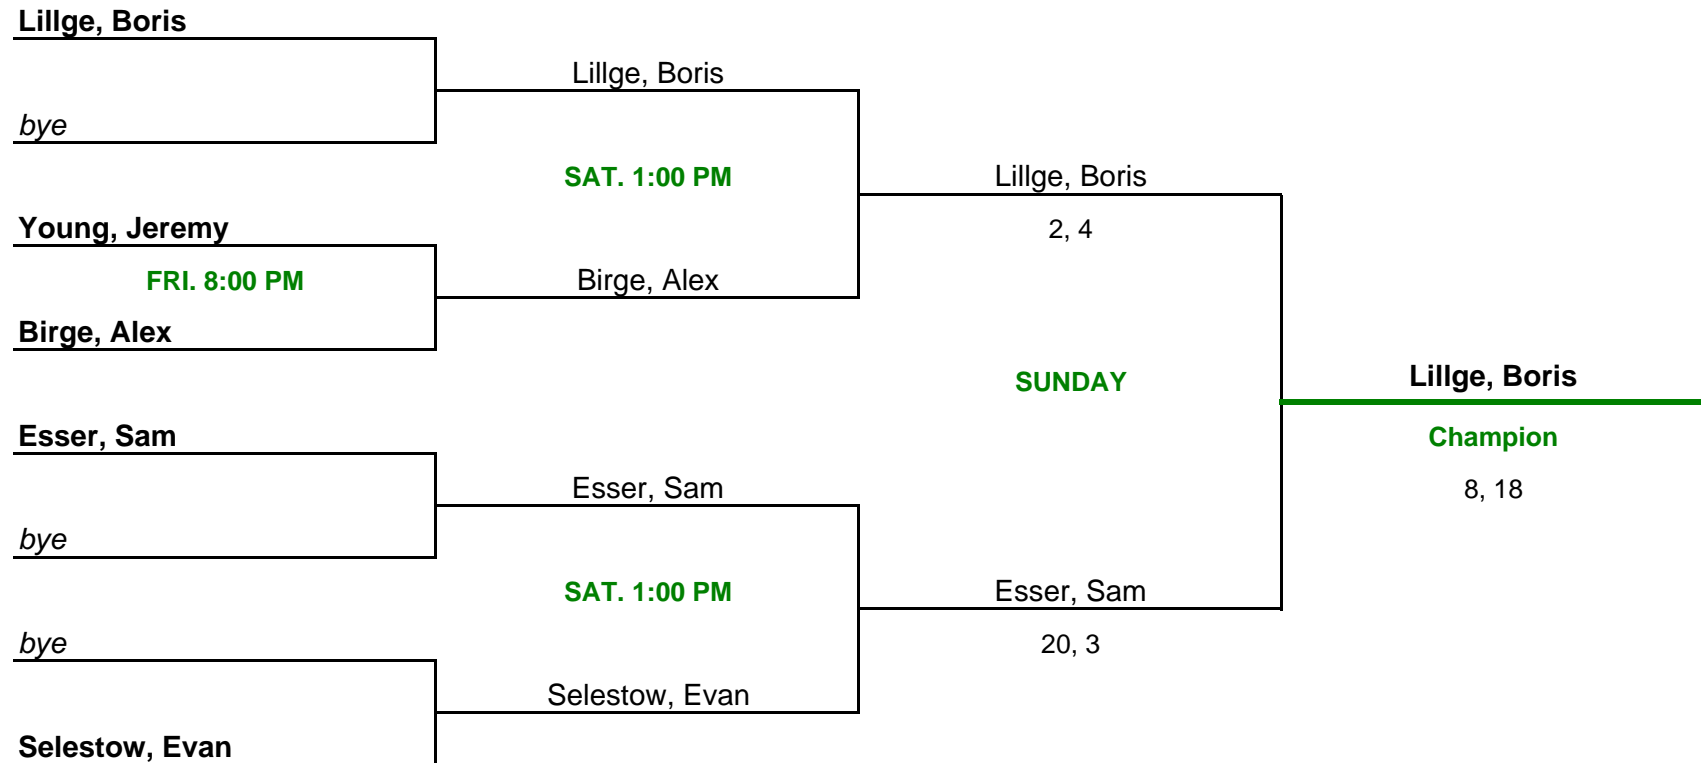 Lillge, Boris
Lillge, Boris
bye
SAT. 1:00 PM
Lillge, Boris
Young, Jeremy
2, 4
FRI. 8:00 PM
Birge, Alex
Birge, Alex
SUNDAY
Lillge, Boris
Esser, Sam
Champion
Esser, Sam
8, 18
bye
SAT. 1:00 PM
Esser, Sam
bye
20, 3
Selestow, Evan
Selestow, Evan